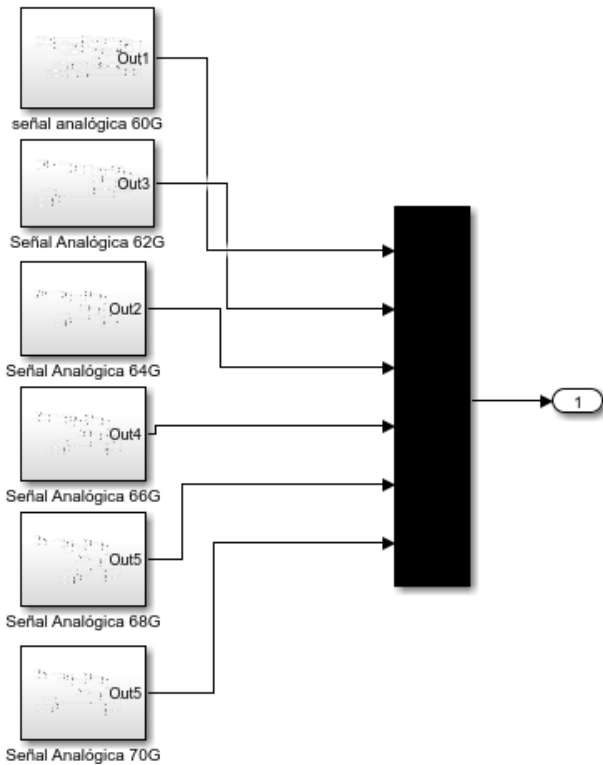 Out1
señal analógica 60G
Out3
Señal Analógica 62G
Out2
Señal Analógica 64G
1
Out4
Señal Analógica 66G
Out5
Señal Analógica 68G
Out5
Señal Analógica 70G